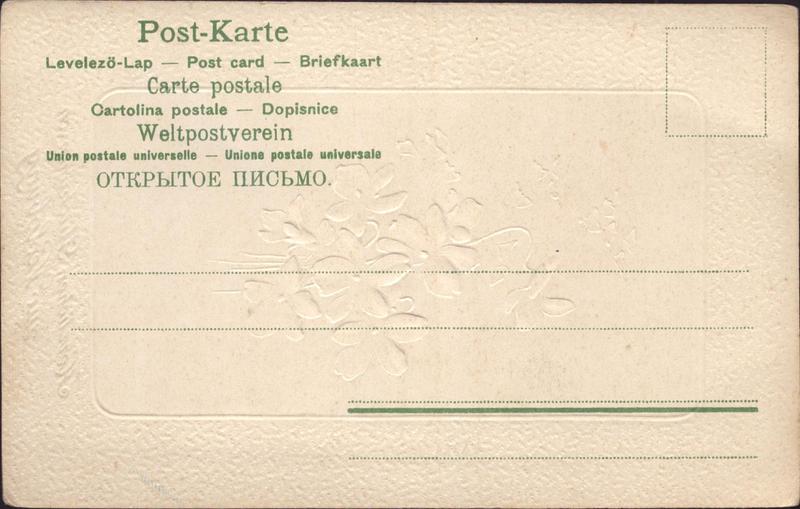 Post-Karte
Levelező-Lap — Post card — Briefkaart
Carte postale
Cartolina postale — Dopisnice
Weltpostverein
Union postale universelle — Unione postale universale
ОТКРЫТОЕ ПИСЬМО.